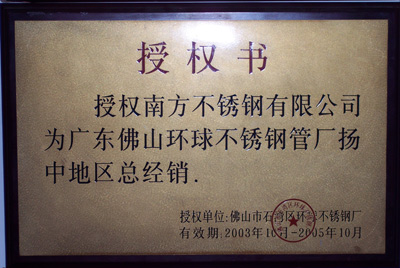 授权书
授权南方不锈钢有限公司
为广东佛山环球不锈钢管厂扬
中地区总经销.
授权单位:佛山市石湾区环球不锈钢厂
有效期:2003年10月-2005年10月